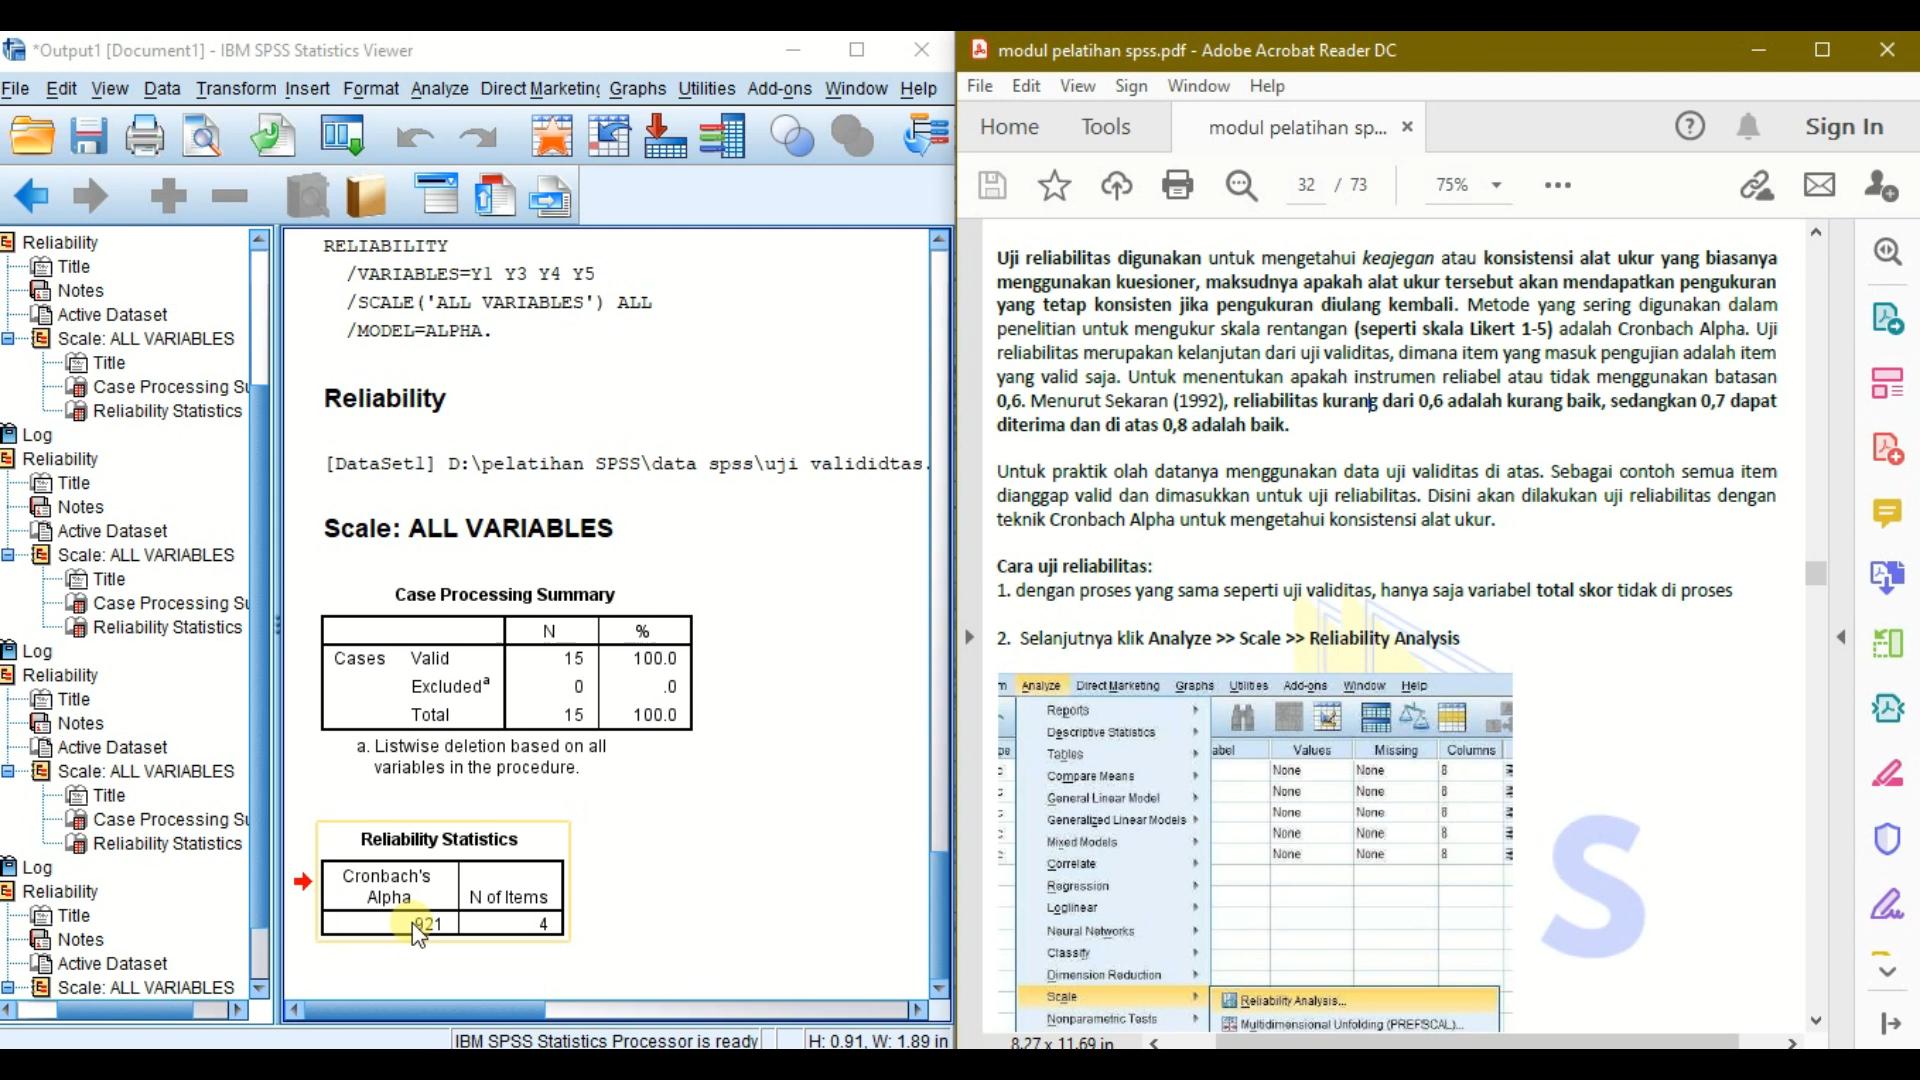 *Output1 [Document1] - IBM SPSS Statistics Viewer
File Edit View Data Transform Insert Format Analyze Direct Marketing Graphs Utilities Add-ons Window Help
Reliability
Title
Notes
Active Dataset
Scale: ALL VARIABLES
Title
Case Processing Su
Reliability Statistics
Log
Reliability
Title
Notes
Active Dataset
Scale: ALL VARIABLES
Title
Case Processing Su
Reliability Statistics
Log
Reliability
Title
Notes
Active Dataset
Scale: ALL VARIABLES
Title
Case Processing Su
Reliability Statistics
Log
Reliability
Title
Notes
Active Dataset
Scale: ALL VARIABLES
RELIABILITY
/VARIABLES=Y1 Y3 Y4 Y5
/SCALE('ALL VARIABLES') ALL
/MODEL=ALPHA.
Reliability
[DataSet1] D:\pelatihan SPSS\data spss\uji valididtas.
Scale: ALL VARIABLES
Case Processing Summary
N %
Cases Valid 15 100.0
Excludedª 0 .0
Total 15 100.0
a. Listwise deletion based on all
variables in the procedure.
Reliability Statistics
Cronbach's
Alpha N of Items
.921 4
IBM SPSS Statistics Processor is ready H: 0.91, W: 1.89 in
modul pelatihan spss.pdf - Adobe Acrobat Reader DC
File Edit View Sign Window Help
Home Tools modul pelatihan sp... Sign In
32 / 73 75%
Uji reliabilitas digunakan untuk mengetahui keajegan atau konsistensi alat ukur yang biasanya
menggunakan kuesioner, maksudnya apakah alat ukur tersebut akan mendapatkan pengukuran
yang tetap konsisten jika pengukuran diulang kembali. Metode yang sering digunakan dalam
penelitian untuk mengukur skala rentangan (seperti skala Likert 1-5) adalah Cronbach Alpha. Uji
reliabilitas merupakan kelanjutan dari uji validitas, dimana item yang masuk pengujian adalah item
yang valid saja. Untuk menentukan apakah instrumen reliabel atau tidak menggunakan batasan
0,6. Menurut Sekaran (1992), reliabilitas kurang dari 0,6 adalah kurang baik, sedangkan 0,7 dapat
diterima dan di atas 0,8 adalah baik.
Untuk praktik olah datanya menggunakan data uji validitas di atas. Sebagai contoh semua item
dianggap valid dan dimasukkan untuk uji reliabilitas. Disini akan dilakukan uji reliabilitas dengan
teknik Cronbach Alpha untuk mengetahui konsistensi alat ukur.
Cara uji reliabilitas:
1. dengan proses yang sama seperti uji validitas, hanya saja variabel total skor tidak di proses
2. Selanjutnya klik Analyze >> Scale >> Reliability Analysis
m Analyze Direct Marketing Graphs Utilities Add-ons Window Help
Reports
Descriptive Statistics
Tables
Compare Means
General Linear Model
Generalized Linear Models
Mixed Models
Correlate
Regression
Loglinear
Neural Networks
Classify
Dimension Reduction
Scale
Nonparametric Tests
abel Values Missing Columns
None None 8
None None 8
None None 8
None None 8
None None 8
Reliability Analysis...
Multidimensional Unfolding (PREFSCAL)...
S
8.27 x 11.69 in